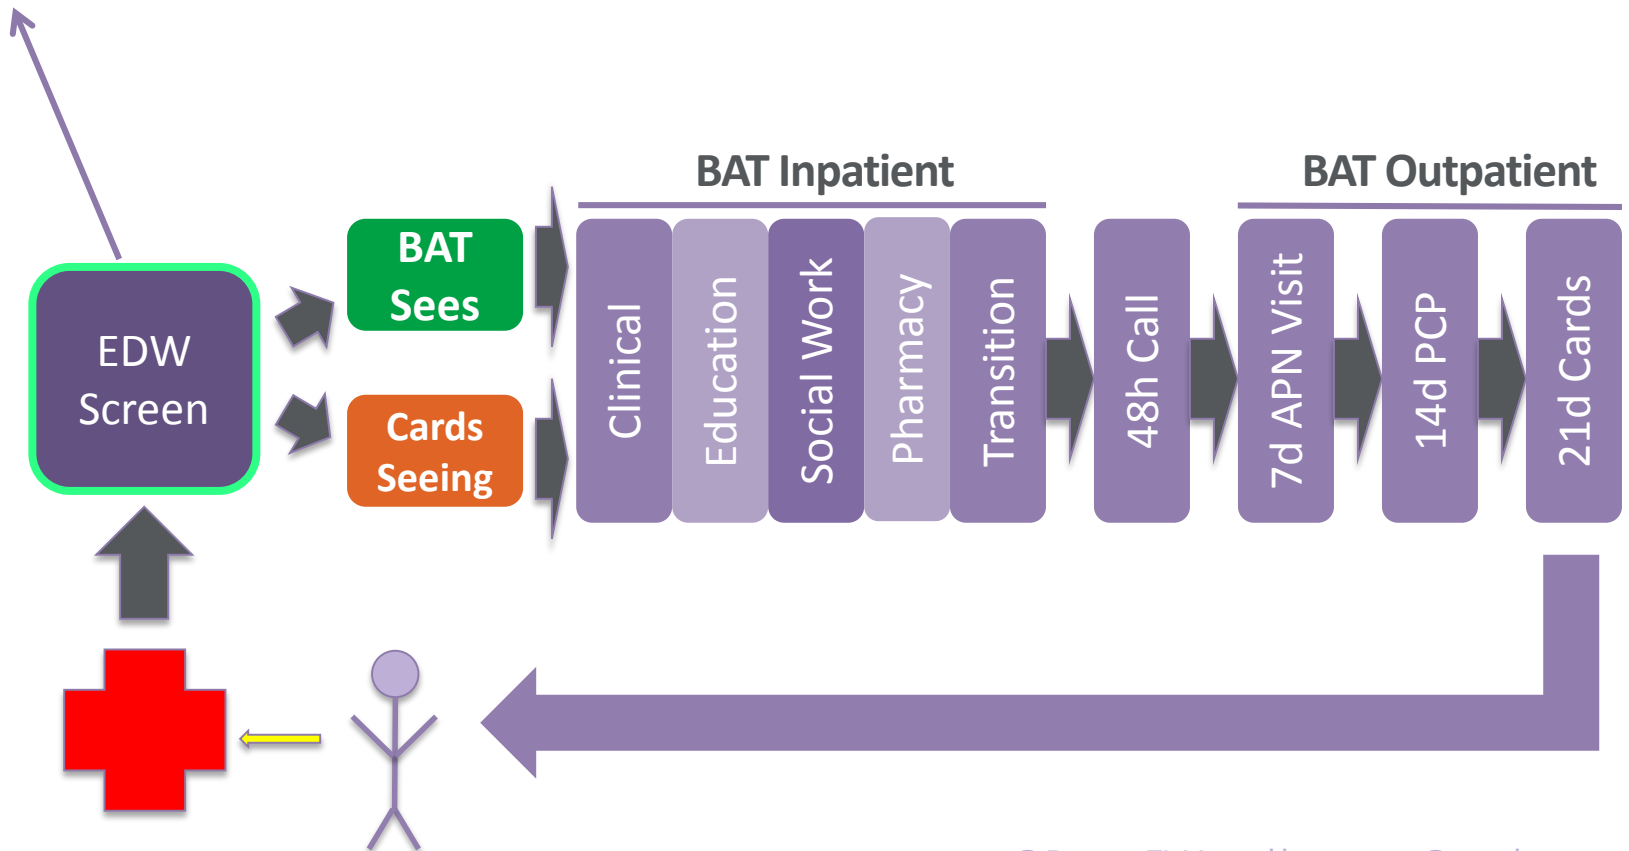 BAT Inpatient
BAT Outpatient
EDW
Screen
BAT
Sees
Cards
Seeing
Clinical
Education
Social Work
Pharmacy
Transition
48h Call
7d APN Visit
14d PCP
21d Cards